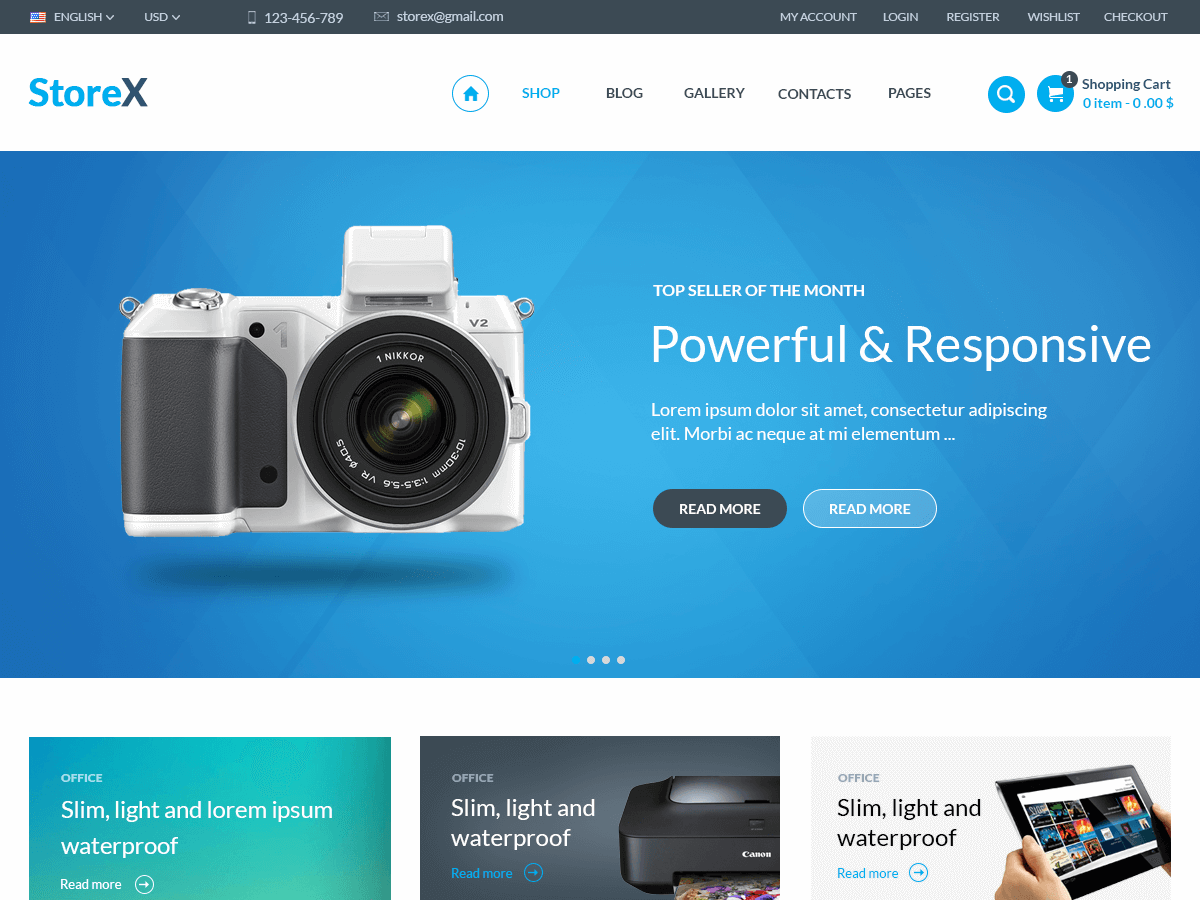 ENGLISH
USD
123-456-789
storex@gmail.com
MY ACCOUNT
LOGIN
REGISTER
WISHLIST
CHECKOUT
StoreX
SHOP
BLOG
GALLERY
CONTACTS
PAGES
1
Shopping Cart
0 item - 0 .00 $
1
V2
1 NIKKOR
10-30mm 1:3.5-5.6 VR Ø40.5
TOP SELLER OF THE MONTH
Powerful & Responsive
Lorem ipsum dolor sit amet, consectetur adipiscing
elit. Morbi ac neque at mi elementum ...
READ MORE
READ MORE
OFFICE
Slim, light and lorem ipsum
waterproof
Read more
OFFICE
Slim, light and
waterproof
Read more
Canon
OFFICE
Slim, light and
waterproof
Read more